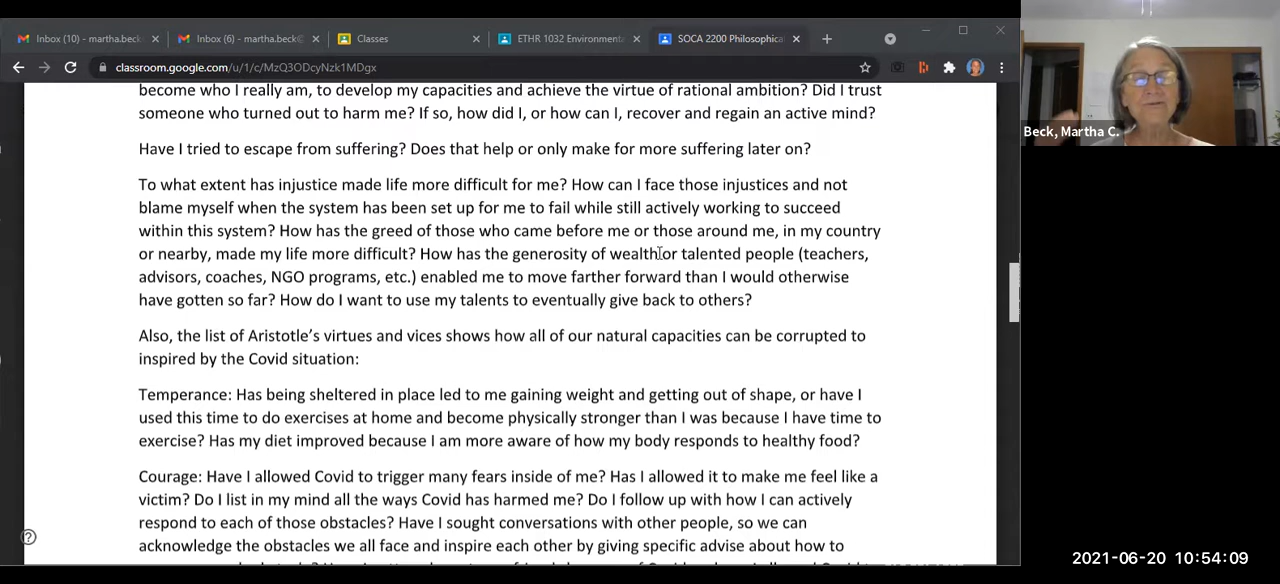 Inbox (10) - martha.beck
Inbox (6) - martha.beck@
Classes
ETHR 1032 Environmenta
SOCA 2200 Philosophica
classroom.google.com/u/1/c/MzQ3ODcyNzk1MDgx
become who I really am, to develop my capacities and achieve the virtue of rational ambition? Did I trust
someone who turned out to harm me? If so, how did I, or how can I, recover and regain an active mind?
Have I tried to escape from suffering? Does that help or only make for more suffering later on?
To what extent has injustice made life more difficult for me? How can I face those injustices and not
blame myself when the system has been set up for me to fail while still actively working to succeed
within this system? How has the greed of those who came before me or those around me, in my country
or nearby, made my life more difficult? How has the generosity of wealth or talented people (teachers,
advisors, coaches, NGO programs, etc.) enabled me to move farther forward than I would otherwise
have gotten so far? How do I want to use my talents to eventually give back to others?
Also, the list of Aristotle’s virtues and vices shows how all of our natural capacities can be corrupted to
inspired by the Covid situation:
Temperance: Has being sheltered in place led to me gaining weight and getting out of shape, or have I
used this time to do exercises at home and become physically stronger than I was because I have time to
exercise? Has my diet improved because I am more aware of how my body responds to healthy food?
Courage: Have I allowed Covid to trigger many fears inside of me? Has I allowed it to make me feel like a
victim? Do I list in my mind all the ways Covid has harmed me? Do I follow up with how I can actively
respond to each of those obstacles? Have I sought conversations with other people, so we can
acknowledge the obstacles we all face and inspire each other by giving specific advise about how to
Beck, Martha C.
2021-06-20 10:54:09